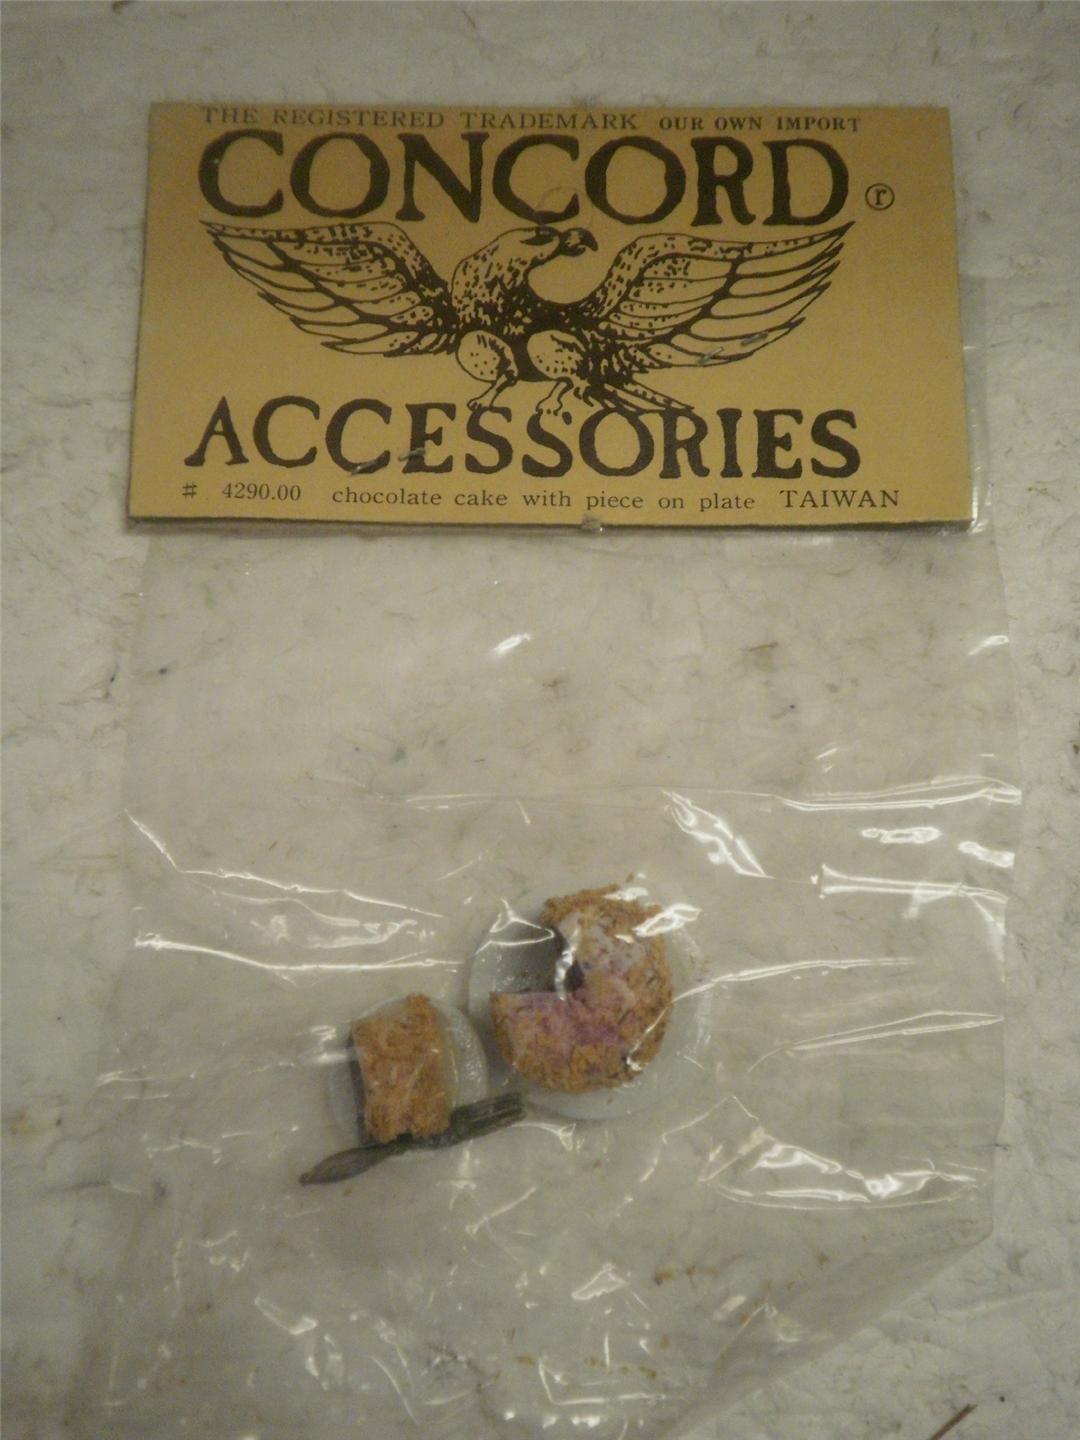 THE REGISTERED TRADEMARK OUR OWN IMPORT
CONCORD ®
ACCESSORIES
# 4290.00 chocolate cake with piece on plate TAIWAN